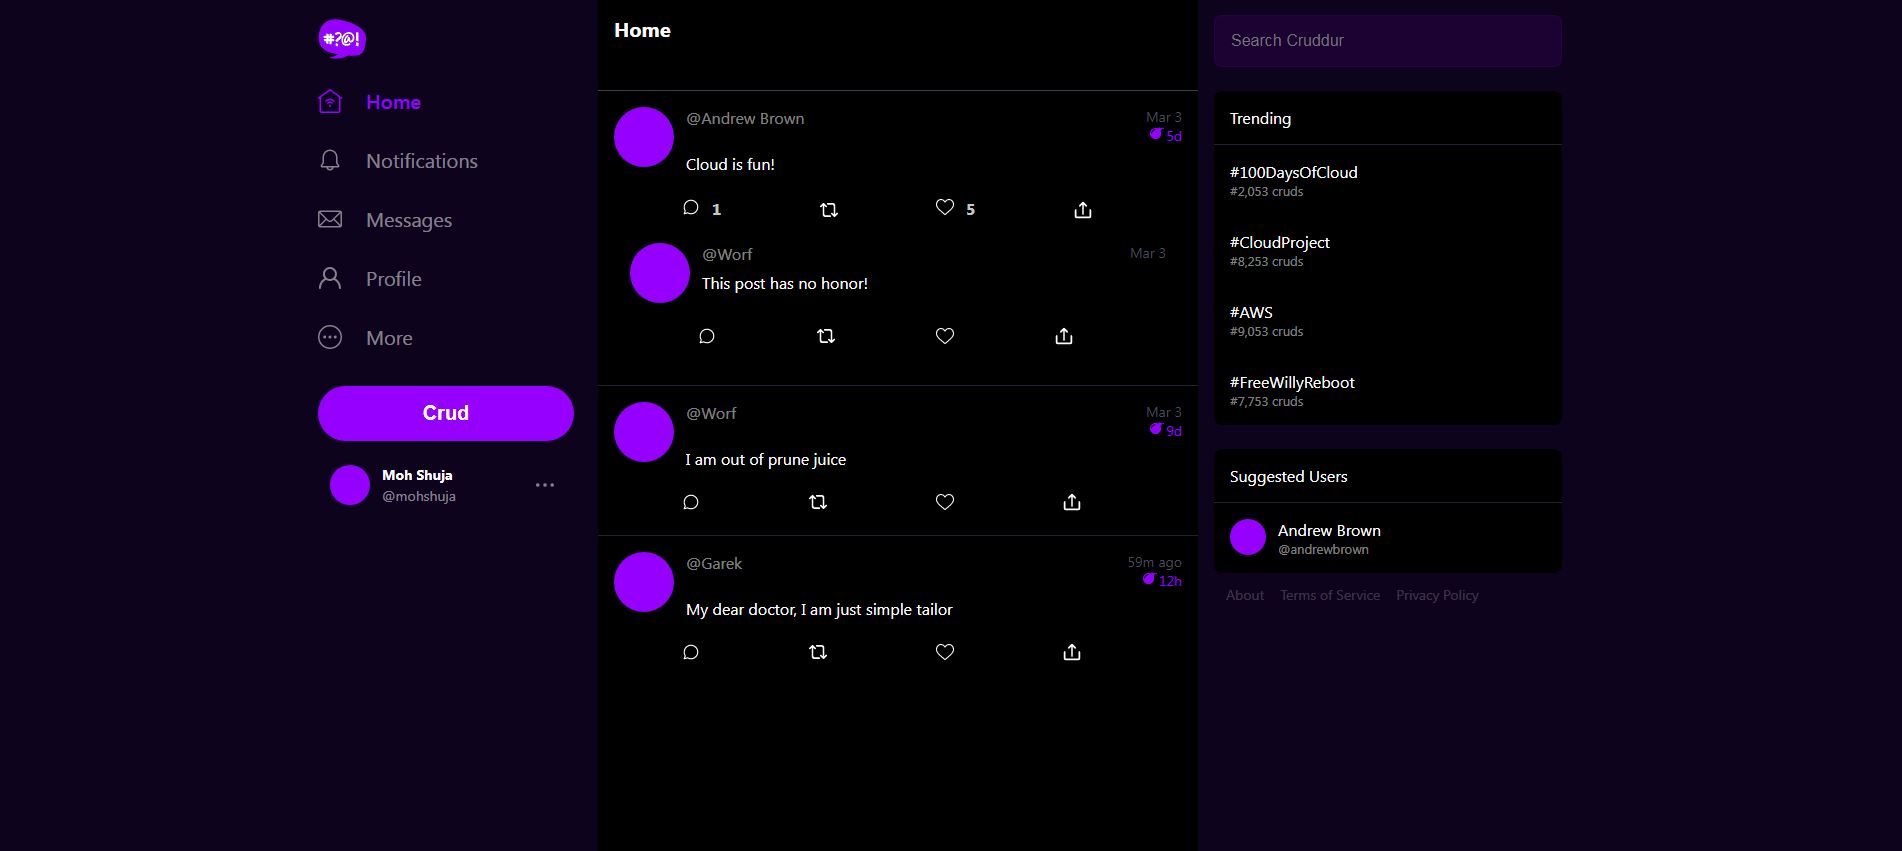 #?@!
Home
Notifications
Messages
Profile
More
Crud
Moh Shuja
@mohshuja
Home
@Andrew Brown
Mar 3
5d
Cloud is fun!
1
5
@Worf
Mar 3
This post has no honor!
@Worf
Mar 3
9d
I am out of prune juice
@Garek
59m ago
12h
My dear doctor, I am just simple tailor
Search Cruddur
Trending
#100DaysOfCloud
#2,053 cruds
#CloudProject
#8,253 cruds
#AWS
#9,053 cruds
#FreeWillyReboot
#7,753 cruds
Suggested Users
Andrew Brown
@andrewbrown
About Terms of Service Privacy Policy